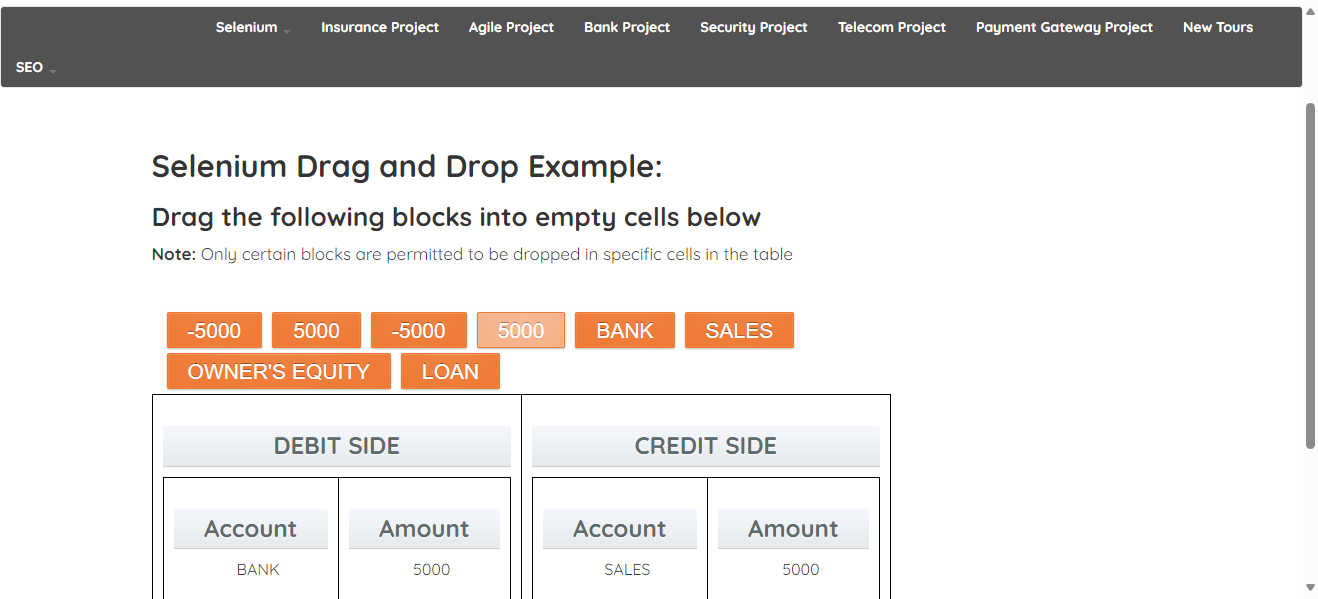 Selenium Insurance Project Agile Project Bank Project Security Project Telecom Project Payment Gateway Project New Tours
SEO
Selenium Drag and Drop Example:
Drag the following blocks into empty cells below
Note: Only certain blocks are permitted to be dropped in specific cells in the table
-5000 5000 -5000 5000 BANK SALES
OWNER'S EQUITY LOAN
DEBIT SIDE CREDIT SIDE
Account Amount Account Amount
BANK 5000 SALES 5000